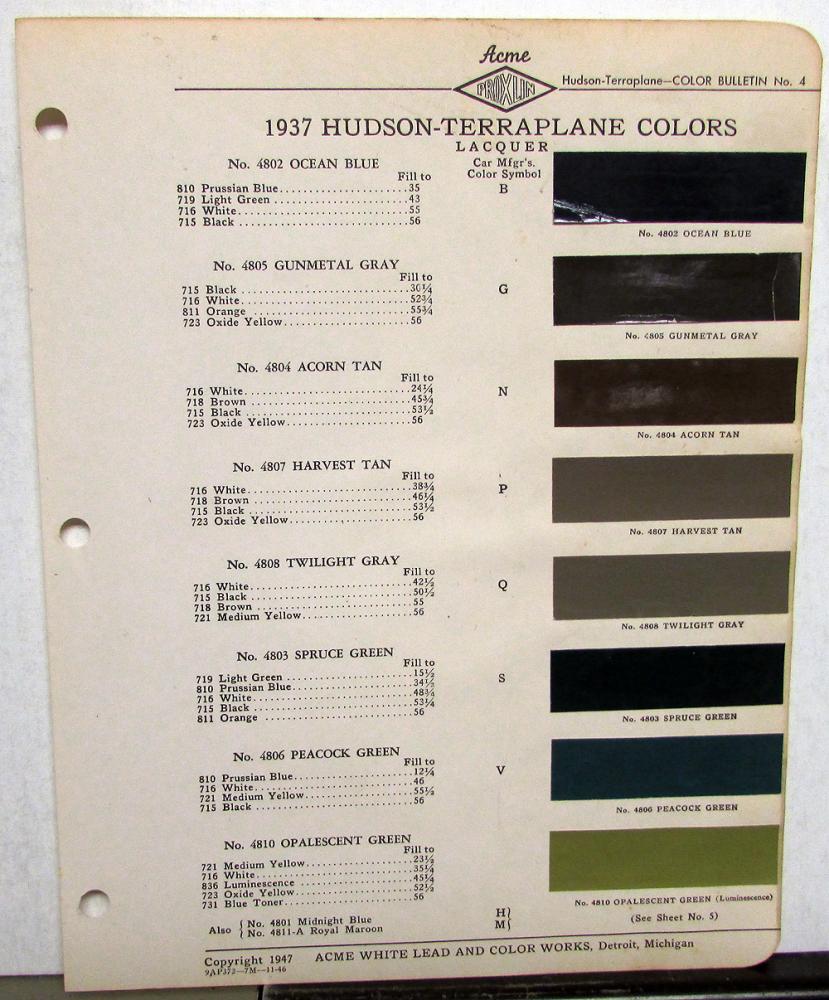 Acme
PROXLIN
Hudson-Terraplane—COLOR BULLETIN No. 4
1937 HUDSON-TERRAPLANE COLORS
LACQUER
Car Mfgr's.
Color Symbol
No. 4802 OCEAN BLUE
Fill to
810 Prussian Blue..........35
719 Light Green..........43
716 White..........55
715 Black..........56
B
No. 4802 OCEAN BLUE
No. 4805 GUNMETAL GRAY
Fill to
715 Black..........30¼
716 White..........52¾
811 Orange..........55¾
723 Oxide Yellow..........56
G
No. 4805 GUNMETAL GRAY
No. 4804 ACORN TAN
Fill to
716 White..........24¼
718 Brown..........45¾
715 Black..........53½
723 Oxide Yellow..........56
N
No. 4804 ACORN TAN
No. 4807 HARVEST TAN
Fill to
716 White..........38¾
718 Brown..........46¼
715 Black..........53½
723 Oxide Yellow..........56
P
No. 4807 HARVEST TAN
No. 4808 TWILIGHT GRAY
Fill to
716 White..........42½
715 Black..........50½
718 Brown..........55
721 Medium Yellow..........56
Q
No. 4808 TWILIGHT GRAY
No. 4803 SPRUCE GREEN
Fill to
719 Light Green..........15½
810 Prussian Blue..........34½
716 White..........48¾
715 Black..........53¼
811 Orange..........56
S
No. 4803 SPRUCE GREEN
No. 4806 PEACOCK GREEN
Fill to
810 Prussian Blue..........12¼
716 White..........46
721 Medium Yellow..........55½
715 Black..........56
V
No. 4806 PEACOCK GREEN
No. 4810 OPALESCENT GREEN
Fill to
721 Medium Yellow..........23½
716 White..........35¼
836 Luminescence..........45¼
723 Oxide Yellow..........52½
731 Blue Toner..........56
No. 4810 OPALESCENT GREEN (Luminescence)
(See Sheet No. 5)
Also { No. 4801 Midnight Blue H}
{ No. 4811-A Royal Maroon M}
Copyright 1947 ACME WHITE LEAD AND COLOR WORKS, Detroit, Michigan
9AP373—7M—11-46